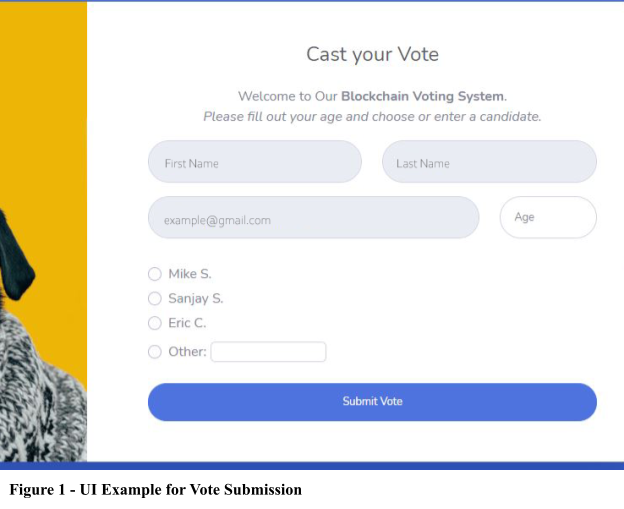 Cast your Vote
Welcome to Our Blockchain Voting System.
Please fill out your age and choose or enter a candidate.
First Name
Last Name
example@gmail.com
Age
Mike S.
Sanjay S.
Eric C.
Other:
Submit Vote
Figure 1 - UI Example for Vote Submission